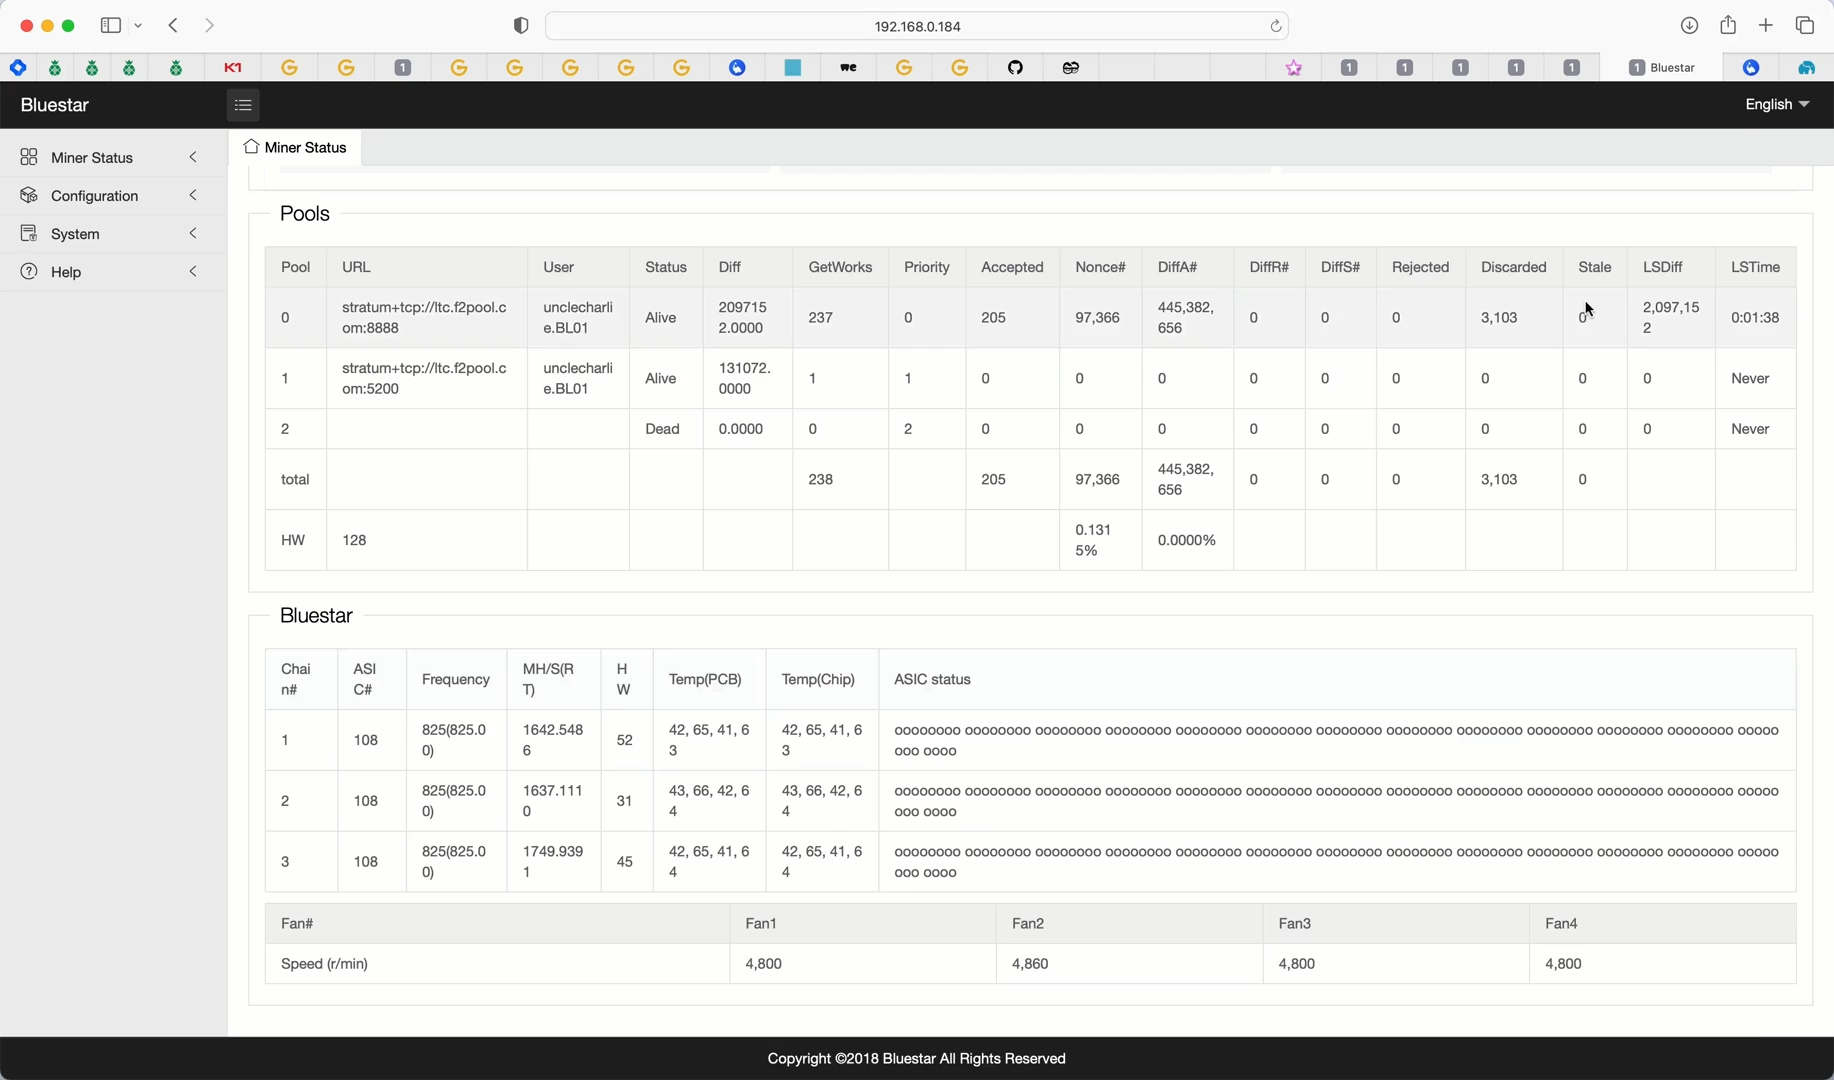 192.168.0.184
K1 1 we 1 1 1 1 1 1 Bluestar
Bluestar
English
Miner Status
Configuration
System
Help
Miner Status
Pools
Pool URL User Status Diff GetWorks Priority Accepted Nonce# DiffA# DiffR# DiffS# Rejected Discarded Stale LSDiff LSTime
0 stratum+tcp://ltc.f2pool.c unclecharli Alive 209715 237 0 205 97,366 445,382, 0 0 0 3,103 0 2,097,15 0:01:38
om:8888 e.BL01 2.0000 656 2
1 stratum+tcp://ltc.f2pool.c unclecharli Alive 131072. 1 1 0 0 0 0 0 0 0 0 0 Never
om:5200 e.BL01 0000
2 Dead 0.0000 0 2 0 0 0 0 0 0 0 0 0 Never
total 238 205 97,366 445,382, 0 0 0 3,103 0
656
HW 128 0.131 0.0000%
5%
Bluestar
Chai ASI Frequency MH/S(R H Temp(PCB) Temp(Chip) ASIC status
n# C# T) W
1 108 825(825.0 1642.548 52 42, 65, 41, 6 42, 65, 41, 6 oooooooo oooooooo oooooooo oooooooo oooooooo oooooooo oooooooo oooooooo oooooooo oooooooo oooooooo oooooooo ooooo
0) 6 3 3 ooo oooo
2 108 825(825.0 1637.111 31 43, 66, 42, 6 43, 66, 42, 6 oooooooo oooooooo oooooooo oooooooo oooooooo oooooooo oooooooo oooooooo oooooooo oooooooo oooooooo oooooooo ooooo
0) 0 4 4 ooo oooo
3 108 825(825.0 1749.939 45 42, 65, 41, 6 42, 65, 41, 6 oooooooo oooooooo oooooooo oooooooo oooooooo oooooooo oooooooo oooooooo oooooooo oooooooo oooooooo oooooooo ooooo
0) 1 4 4 ooo oooo
Fan# Fan1 Fan2 Fan3 Fan4
Speed (r/min) 4,800 4,860 4,800 4,800
Copyright ©2018 Bluestar All Rights Reserved